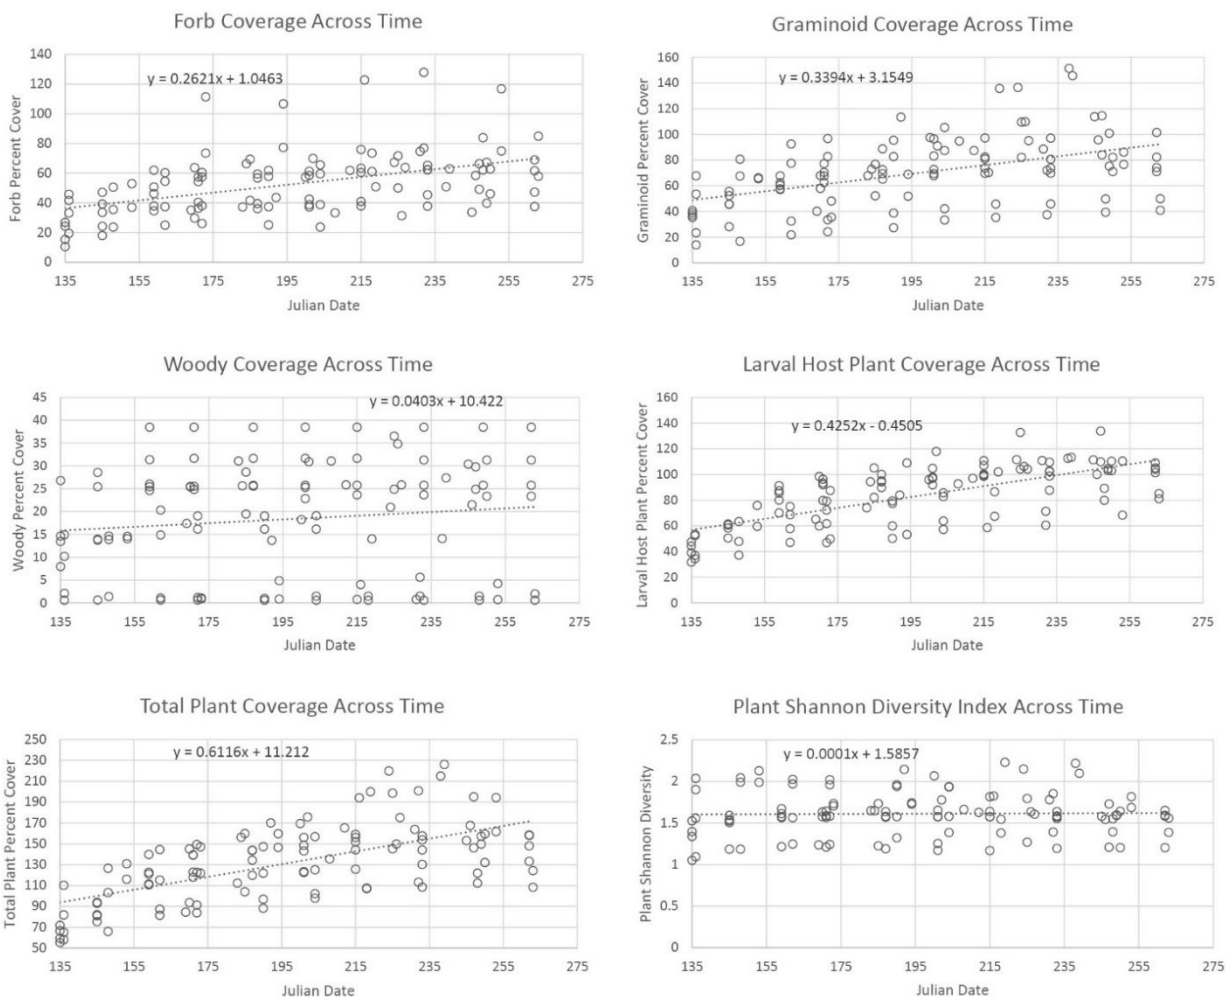 Forb Coverage Across Time
y = 0.2621x + 1.0463
Forb Percent Cover
140
120
100
80
60
40
20
0
135 155 175 195 215 235 255 275
Julian Date
Graminoid Coverage Across Time
y = 0.3394x + 3.1549
Graminoid Percent Cover
160
140
120
100
80
60
40
20
0
135 155 175 195 215 235 255 275
Julian Date
Woody Coverage Across Time
y = 0.0403x + 10.422
Woody Percent Cover
45
40
35
30
25
20
15
10
5
0
135 155 175 195 215 235 255 275
Julian Date
Larval Host Plant Coverage Across Time
y = 0.4252x - 0.4505
Larval Host Plant Percent Cover
160
140
120
100
80
60
40
20
0
135 155 175 195 215 235 255 275
Julian Date
Total Plant Coverage Across Time
y = 0.6116x + 11.212
Total Plant Percent Cover
250
230
210
190
170
150
130
110
90
70
50
135 155 175 195 215 235 255 275
Julian Date
Plant Shannon Diversity Index Across Time
y = 0.0001x + 1.5857
Plant Shannon Diversity
2.5
2
1.5
1
0.5
0
135 155 175 195 215 235 255 275
Julian Date